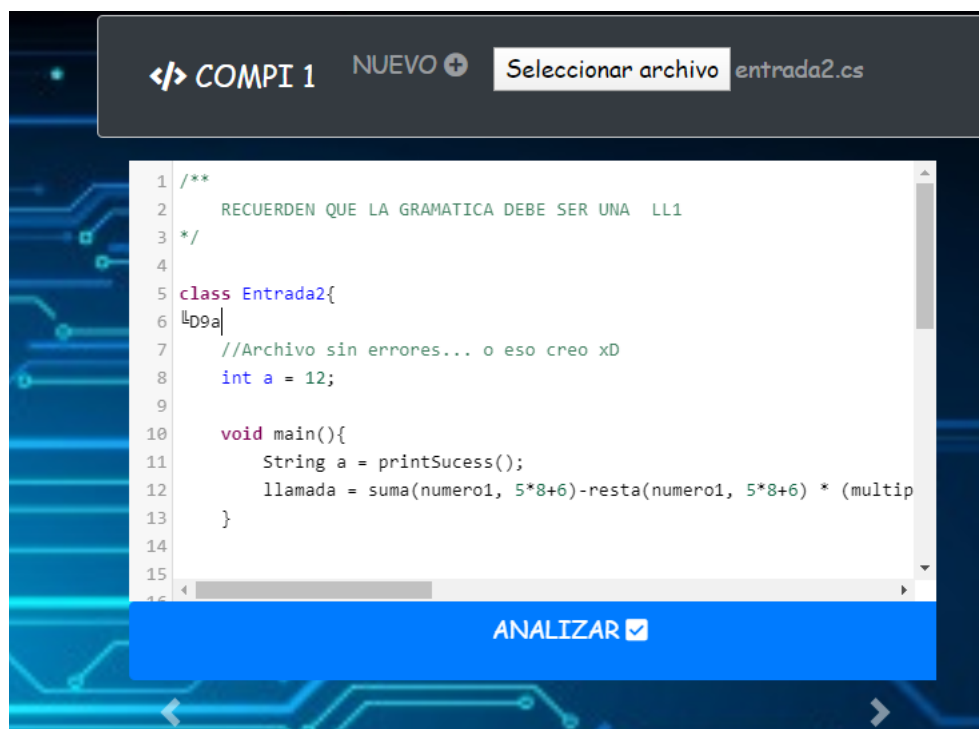 </> COMPI 1 NUEVO Seleccionar archivo entrada2.cs
1 /**
2 RECUERDEN QUE LA GRAMATICA DEBE SER UNA LL1
3 */
4
5 class Entrada2{
6 ╚D9a
7 //Archivo sin errores... o eso creo xD
8 int a = 12;
9
10 void main(){
11 String a = printSucess();
12 llamada = suma(numero1, 5*8+6)-resta(numero1, 5*8+6) * (multip
13 }
14
15
16
ANALIZAR